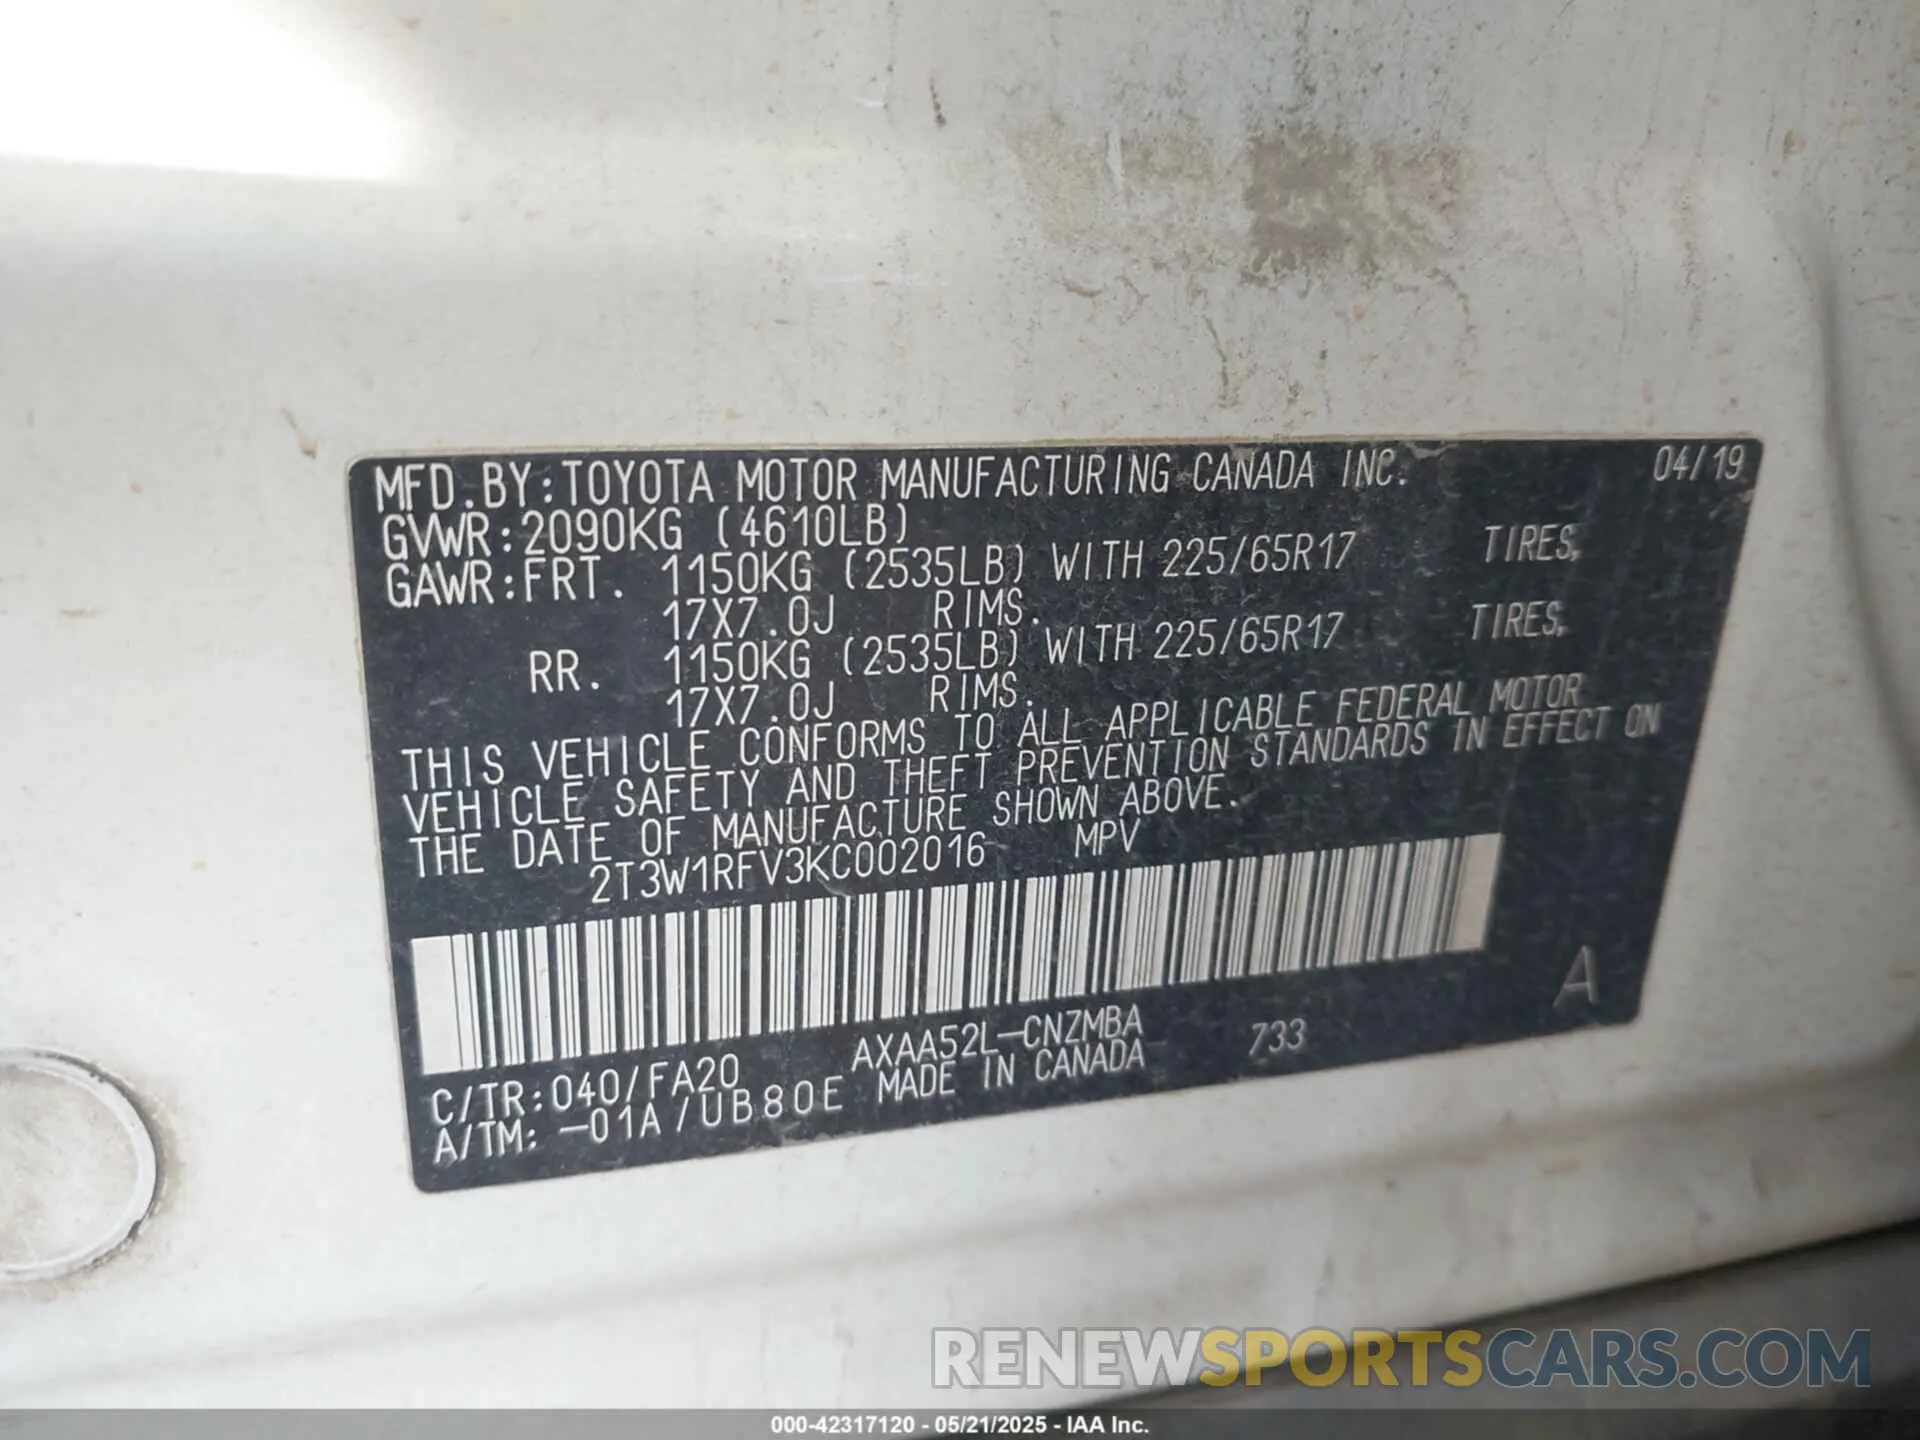 MFD.BY:TOYOTA MOTOR MANUFACTURING CANADA INC. 04/19
GVWR:2090KG (4610LB)
GAWR:FRT. 1150KG (2535LB) WITH 225/65R17 TIRES,
17X7.0J RIMS.
RR. 1150KG (2535LB) WITH 225/65R17 TIRES,
17X7.0J RIMS.
THIS VEHICLE CONFORMS TO ALL APPLICABLE FEDERAL MOTOR
VEHICLE SAFETY AND THEFT PREVENTION STANDARDS IN EFFECT ON
THE DATE OF MANUFACTURE SHOWN ABOVE.
2T3W1RFV3KC002016 MPV
A
C/TR:040/FA20 AXAA52L-CNZMBA 733
A/TM: -01A/UB80E MADE IN CANADA
RENEWSPORTSCARS.COM
000-42317120 - 05/21/2025 - IAA Inc.